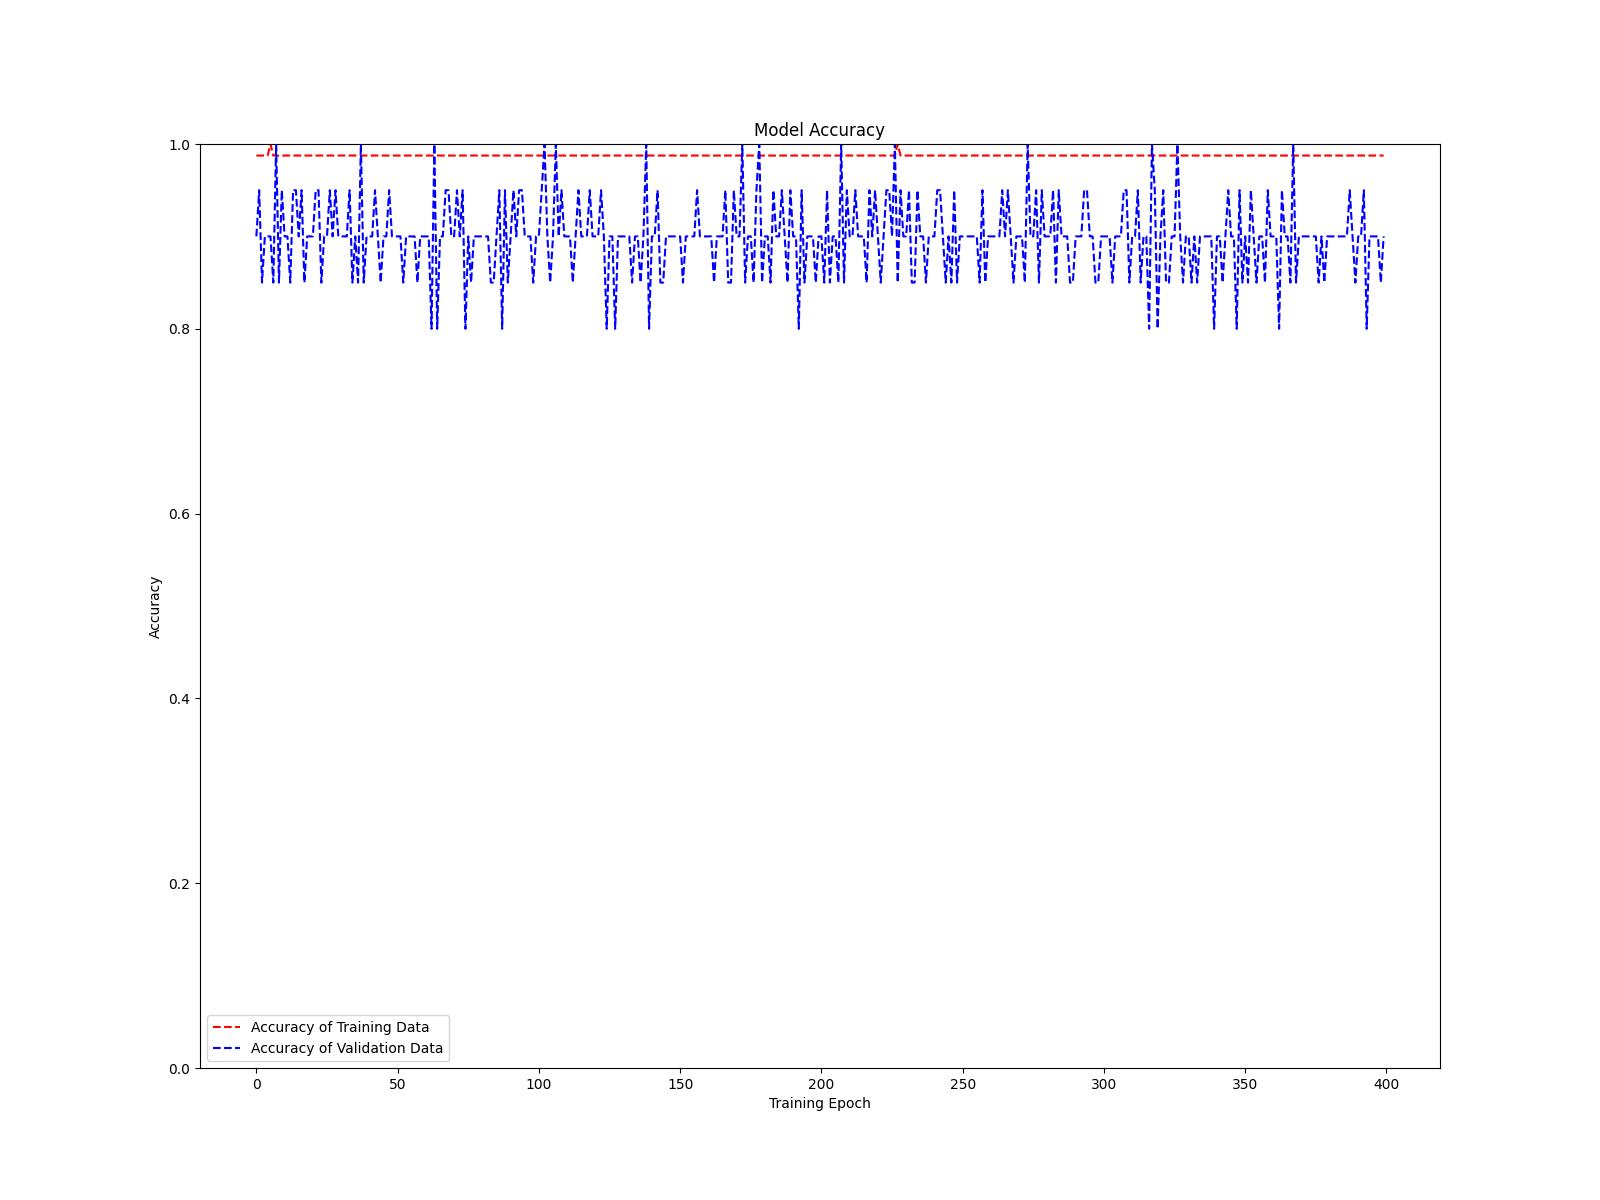 Model Accuracy
1.0
0.8
0.6
0.4
0.2
0.0
Accuracy
Accuracy of Training Data
Accuracy of Validation Data
0 50 100 150 200 250 300 350 400
Training Epoch